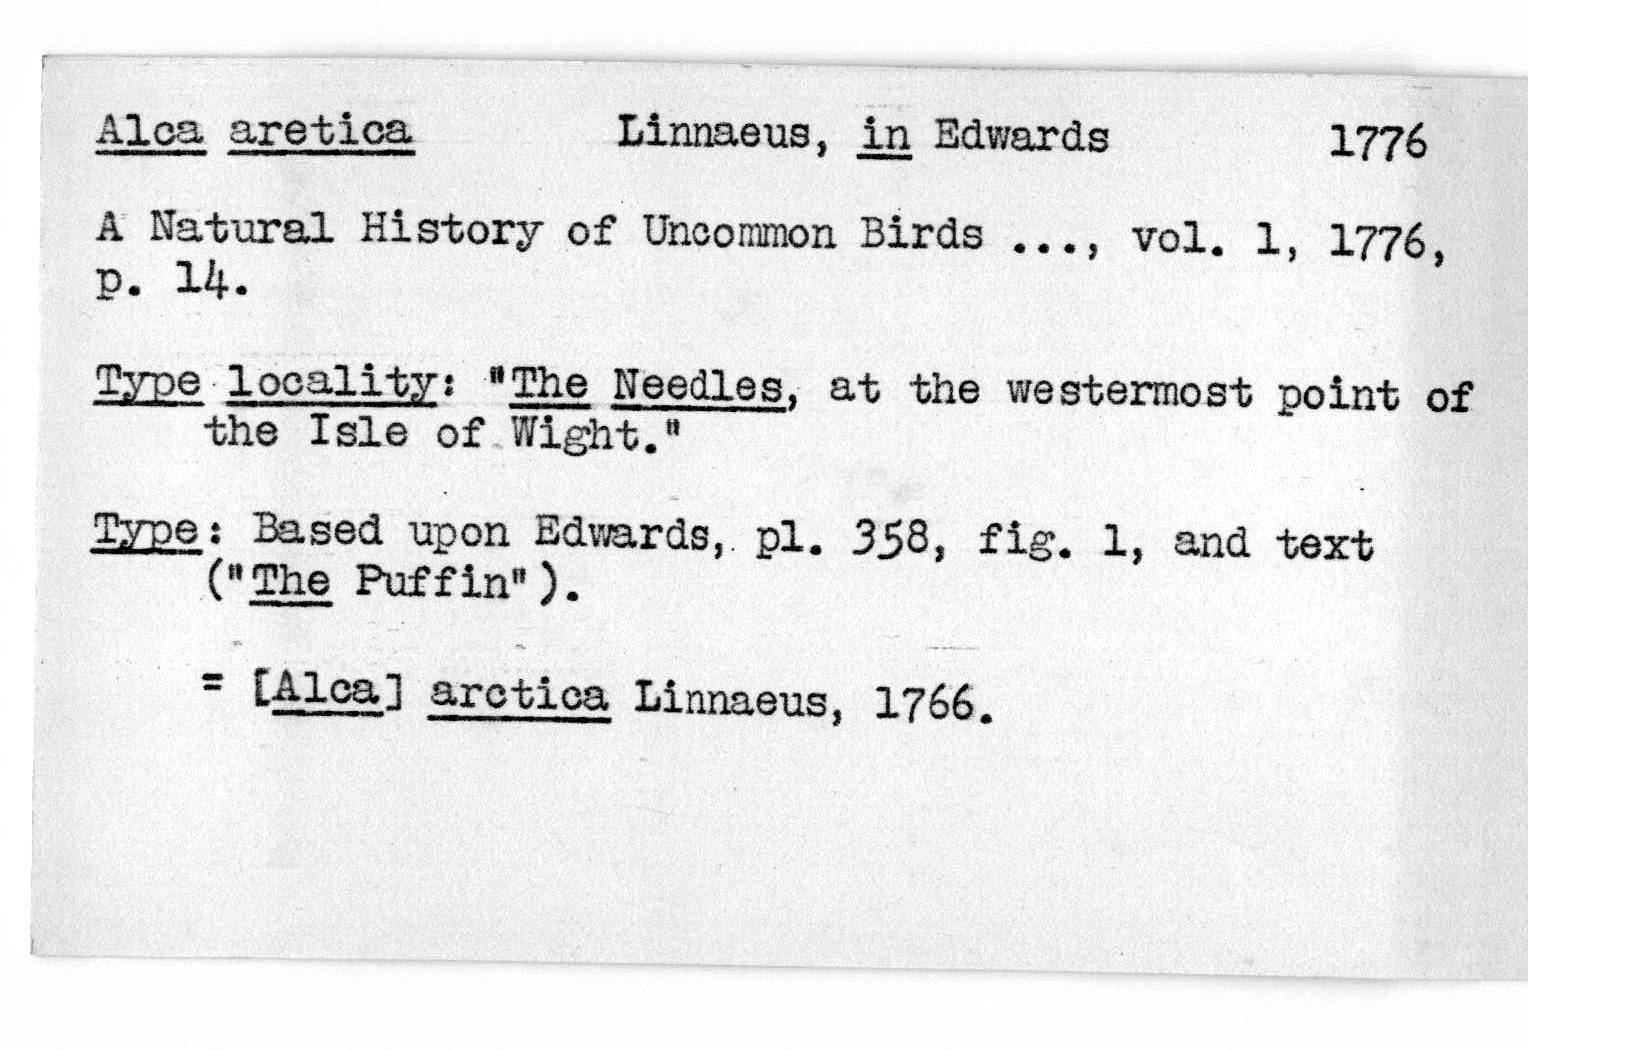 Alca aretica Linnaeus, in Edwards 1776
A Natural History of Uncommon Birds ..., vol. 1, 1776,
p. 14.
Type locality: "The Needles, at the westermost point of
the Isle of Wight."
Type: Based upon Edwards, pl. 358, fig. 1, and text
("The Puffin").
= [Alca] arctica Linnaeus, 1766.